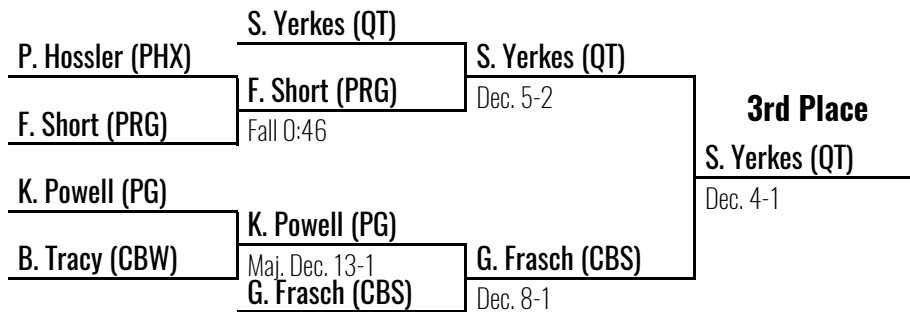 S. Yerkes (QT)
P. Hossler (PHX)
S. Yerkes (QT)
F. Short (PRG)
Dec. 5-2
3rd Place
F. Short (PRG)
Fall 0:46
S. Yerkes (QT)
K. Powell (PG)
Dec. 4-1
K. Powell (PG)
B. Tracy (CBW)
Maj. Dec. 13-1
G. Frasch (CBS)
G. Frasch (CBS)
Dec. 8-1